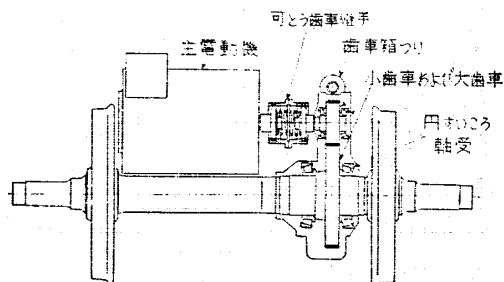 可とう歯車継手
主電動機
歯車箱つり
小歯車および大歯車
円すいころ
軸受